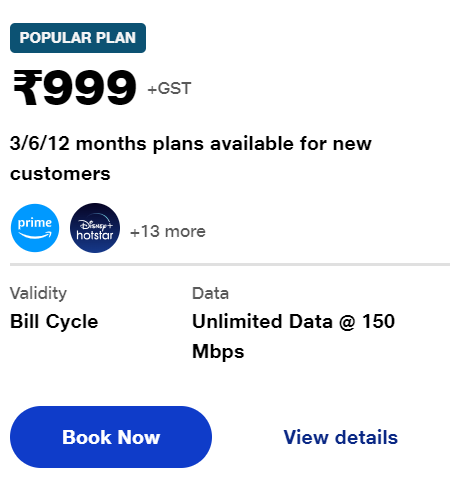 POPULAR PLAN
₹999 +GST
3/6/12 months plans available for new
customers
prime
Disney+
hotstar
+13 more
Validity
Data
Bill Cycle
Unlimited Data @ 150
Mbps
Book Now
View details